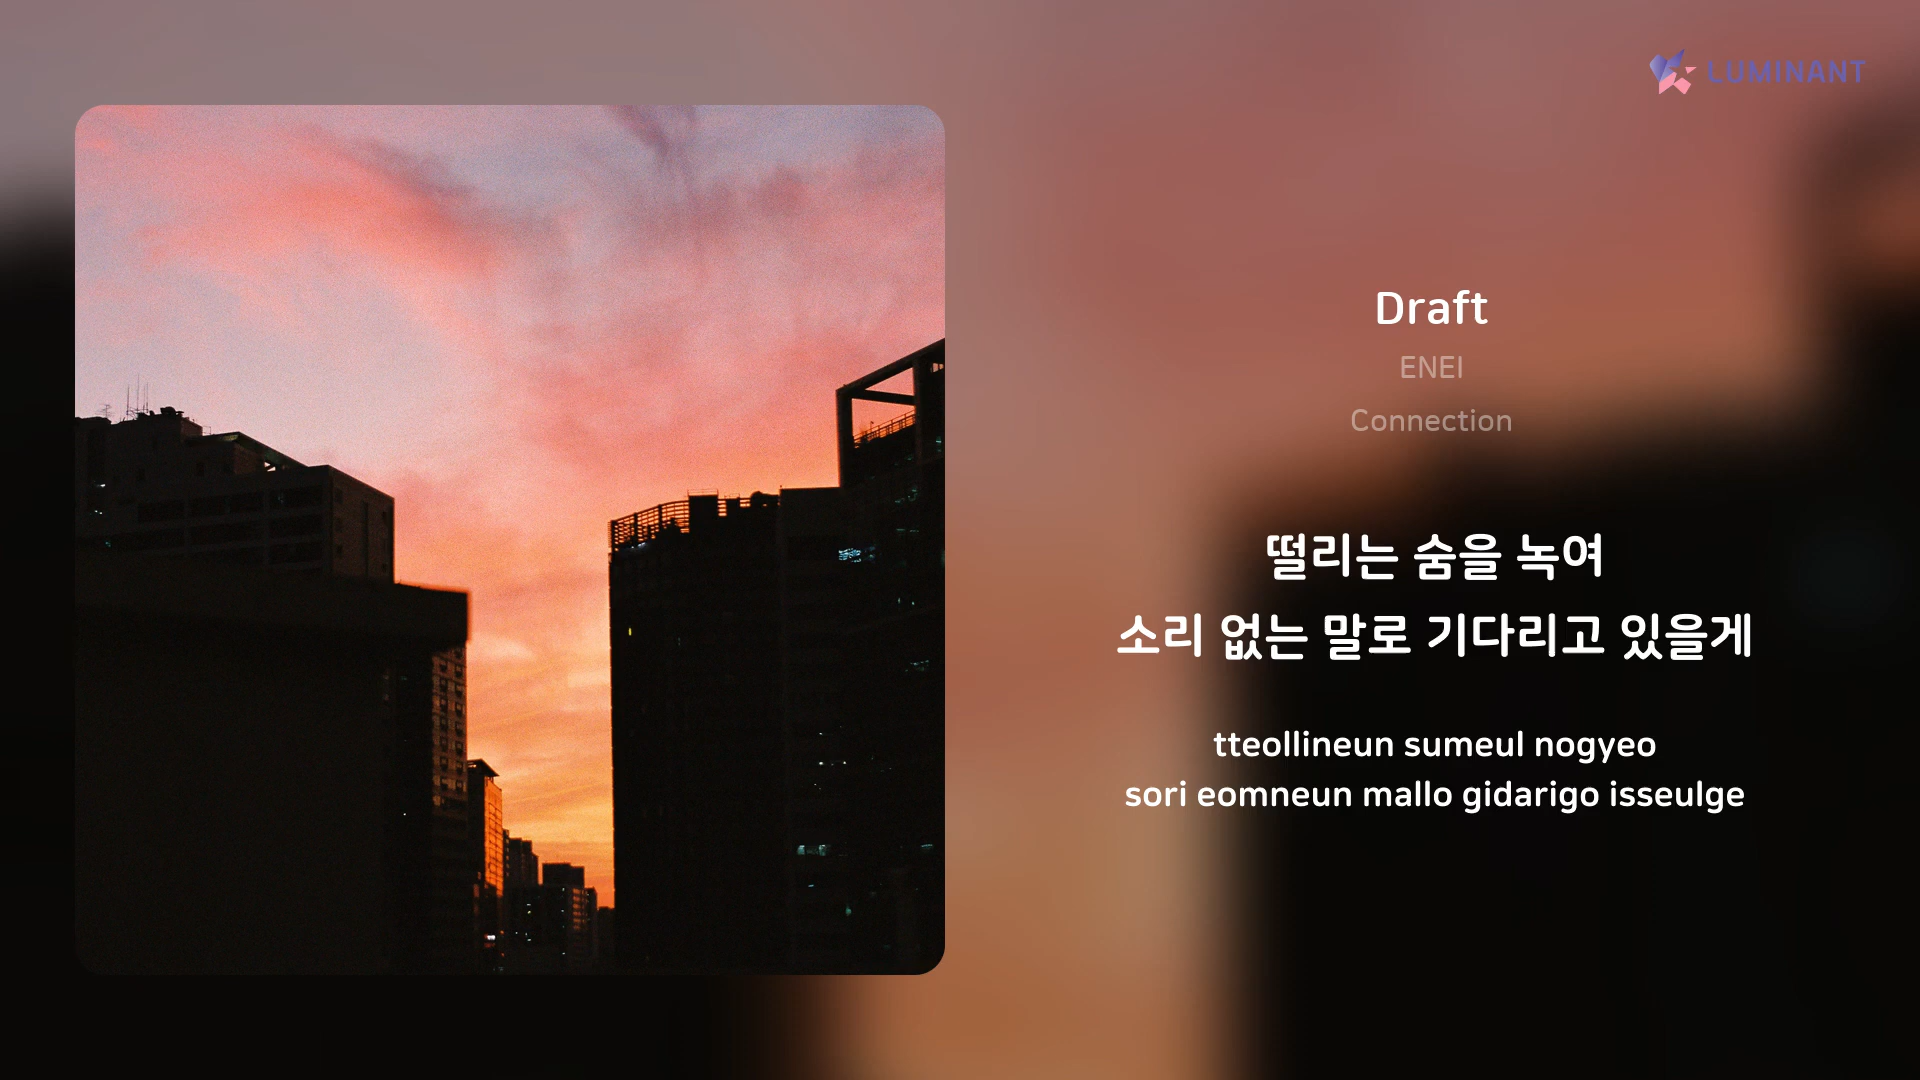 LUMINANT
Draft
ENEI
Connection
떨리는 숨을 녹여
소리 없는 말로 기다리고 있을게
tteollineun sumeul nogyeo
sori eomneun mallo gidarigo isseulge